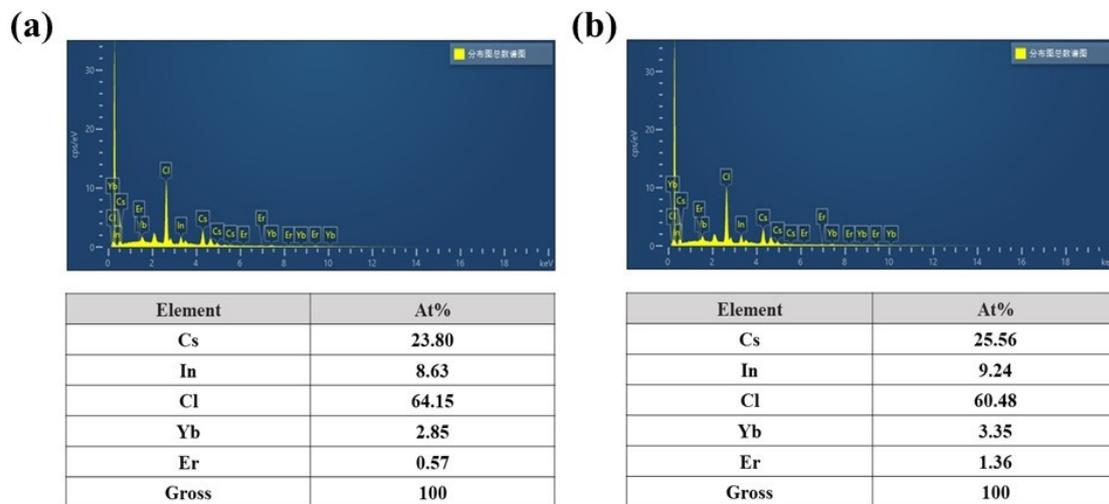 (a)
分布图总数谱图
30
20
10
0
cps/eV
Yb
Cl
In
Cs
Er
Yb
Cl
In
Cs
Cs
Cs
Er
Er
Yb
Er
Yb
Er
Yb
0 2 4 6 8 10 12 14 16 18 keV
Element At%
Cs 23.80
In 8.63
Cl 64.15
Yb 2.85
Er 0.57
Gross 100
(b)
分布图总数谱图
30
20
10
0
cps/eV
Yb
Cl
In
Cs
Er
Yb
Cl
In
Cs
Cs
Cs
Er
Er
Yb
Er
Yb
Er
Yb
0 2 4 6 8 10 12 14 16 18 ke
Element At%
Cs 25.56
In 9.24
Cl 60.48
Yb 3.35
Er 1.36
Gross 100